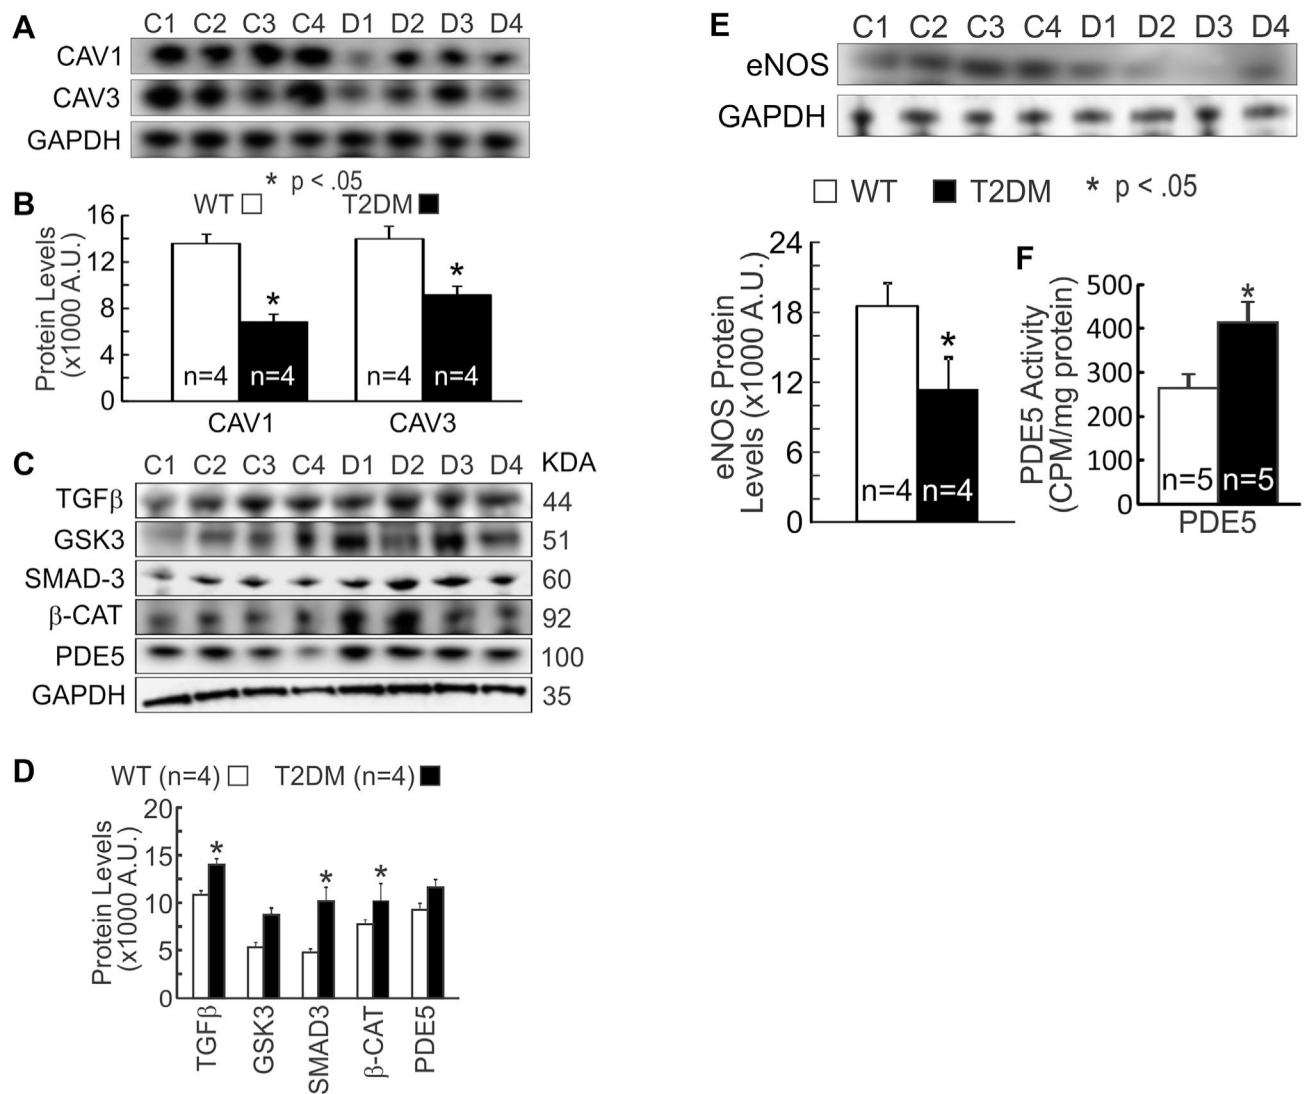 A
C1 C2 C3 C4 D1 D2 D3 D4
CAV1
CAV3
GAPDH
* p < .05
B
WT T2DM
Protein Levels
(x1000 A.U.)
16
12
8
4
0
* *
n=4 n=4 n=4 n=4
CAV1 CAV3
C
C1 C2 C3 C4 D1 D2 D3 D4 KDA
TGFβ 44
GSK3 51
SMAD-3 60
β-CAT 92
PDE5 100
GAPDH 35
D
WT (n=4) T2DM (n=4)
Protein Levels
(x1000 A.U.)
20
15
10
5
0
* * *
TGFβ GSK3 SMAD3 β-CAT PDE5
E
C1 C2 C3 C4 D1 D2 D3 D4
eNOS
GAPDH
WT T2DM * p < .05
eNOS Protein
Levels (x1000 A.U.)
24
18
12
6
0
*
n=4 n=4
F
PDE5 Activity
(CPM/mg protein)
500
400
300
200
100
0
*
n=5 n=5
PDE5